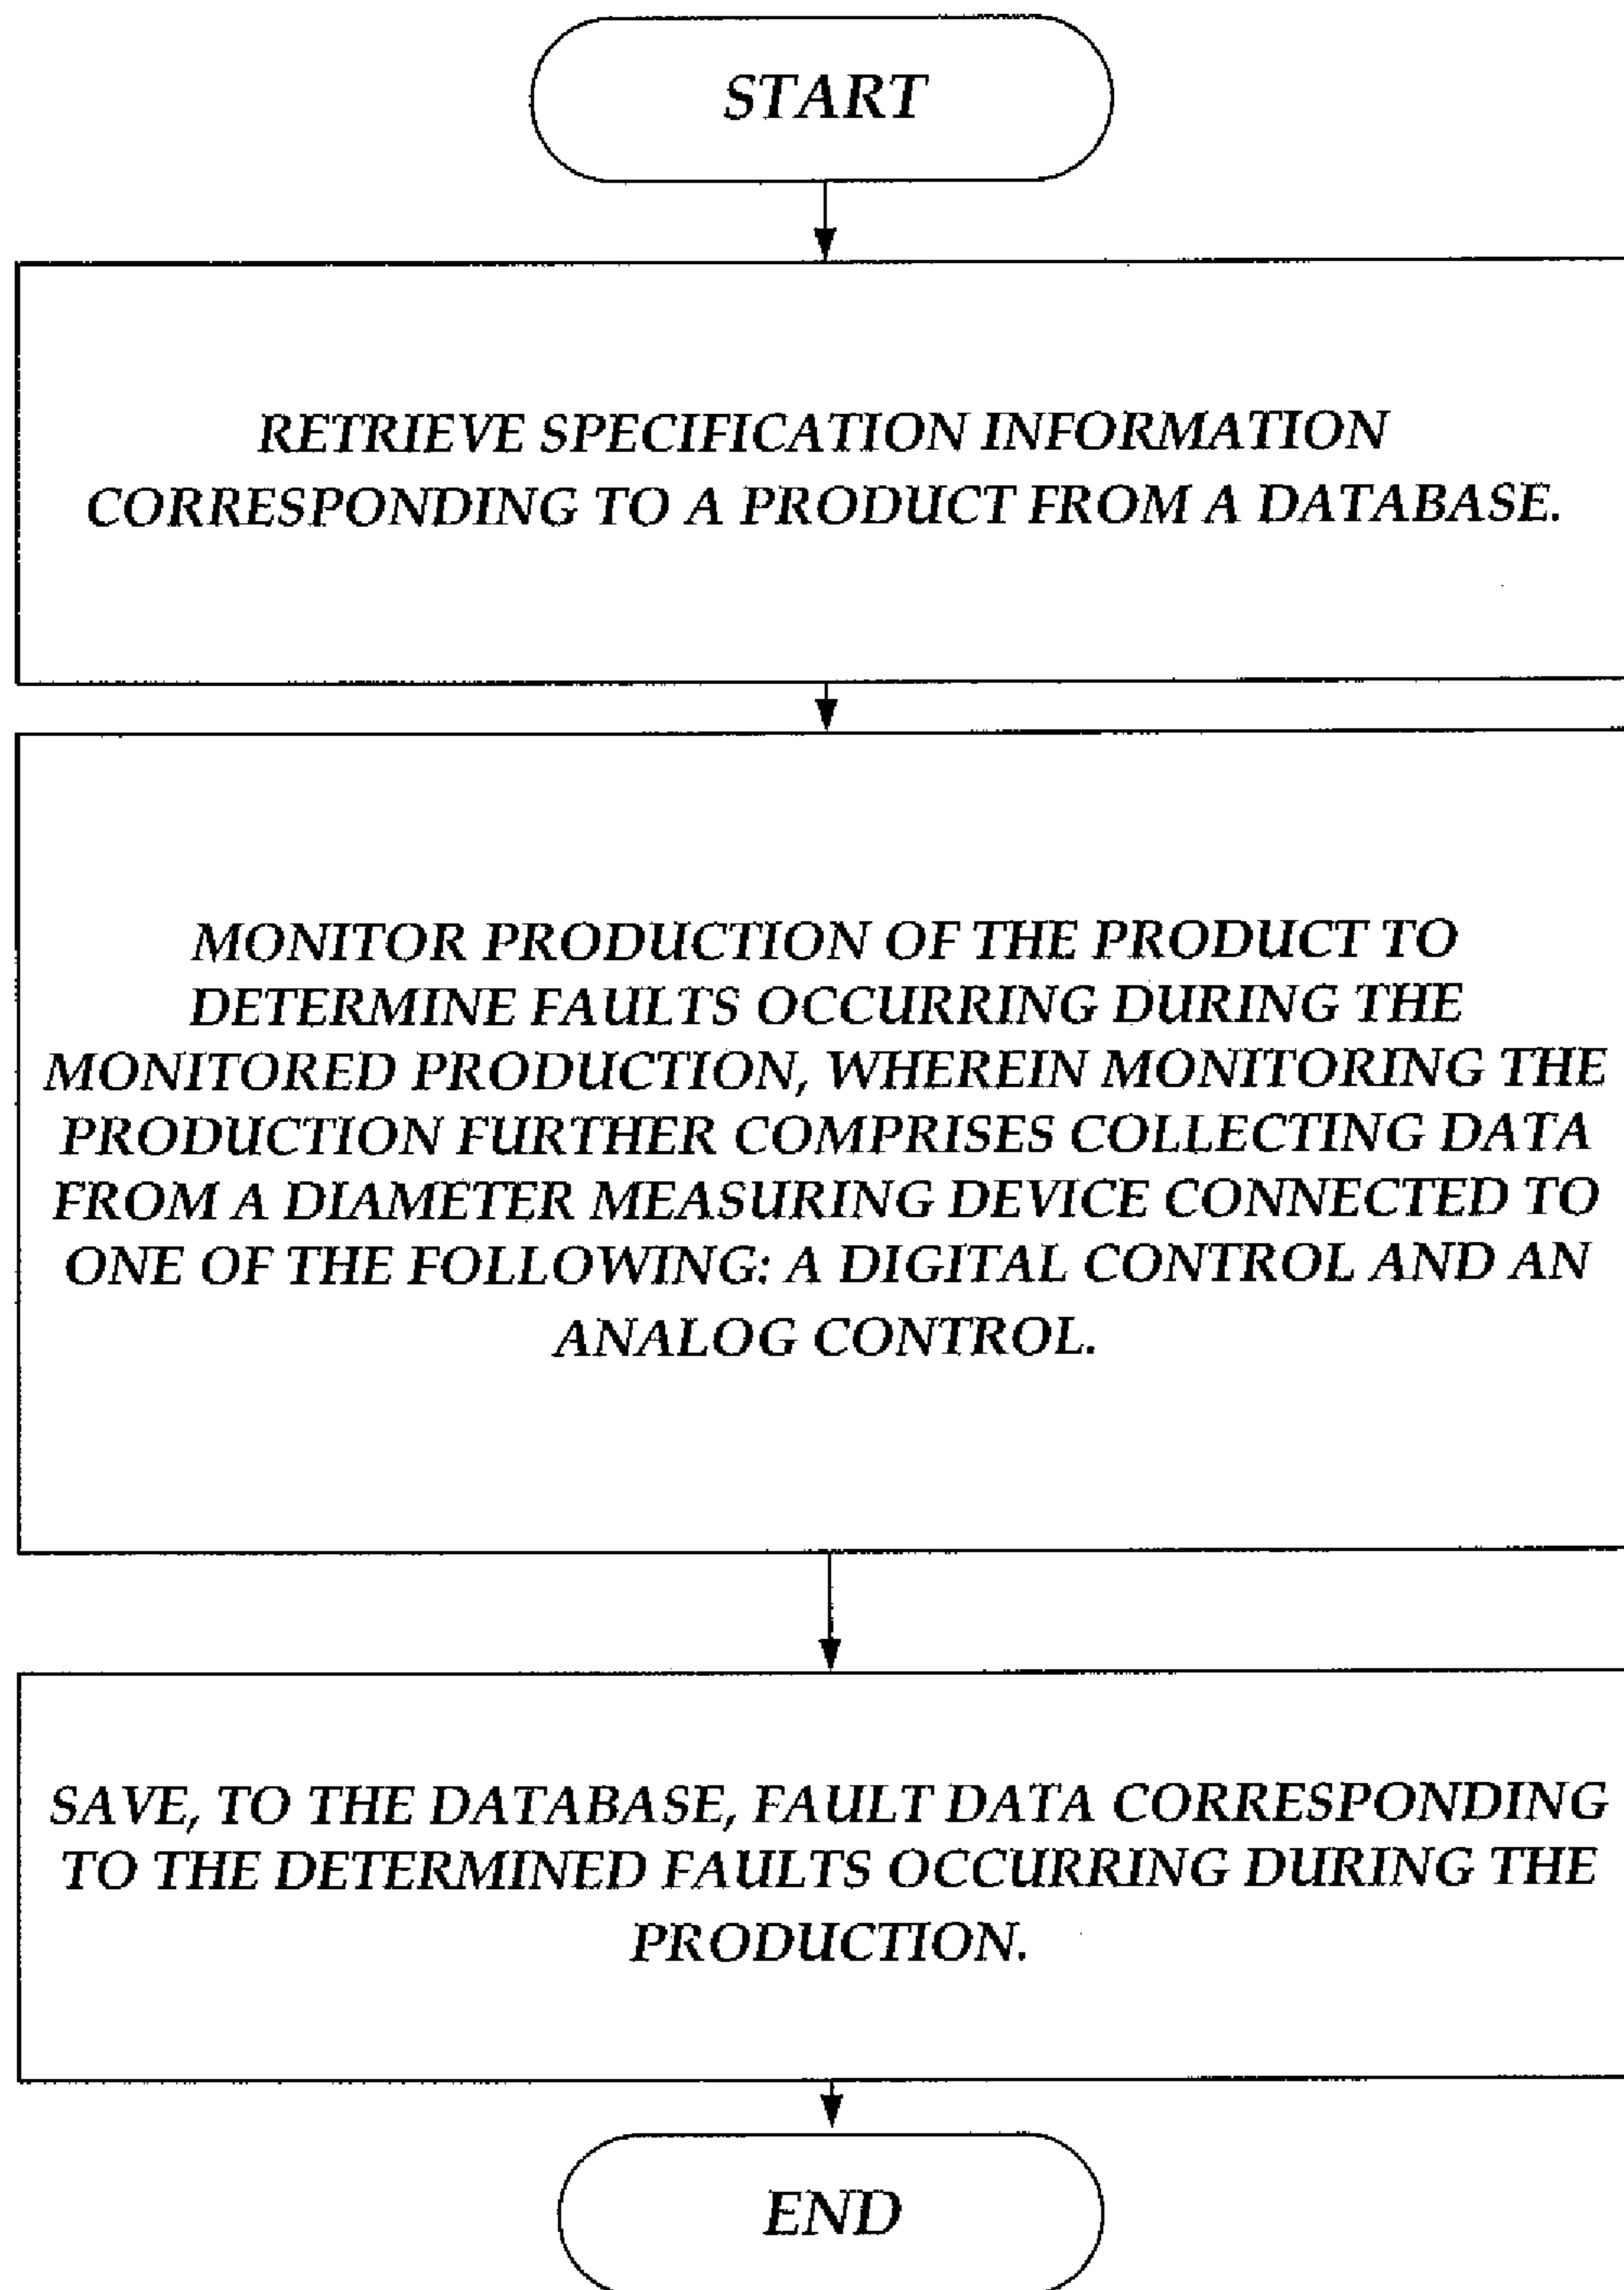 START
RETRIEVE SPECIFICATION INFORMATION
CORRESPONDING TO A PRODUCT FROM A DATABASE.
MONITOR PRODUCTION OF THE PRODUCT TO
DETERMINE FAULTS OCCURRING DURING THE
MONITORED PRODUCTION, WHEREIN MONITORING THE
PRODUCTION FURTHER COMPRISES COLLECTING DATA
FROM A DIAMETER MEASURING DEVICE CONNECTED TO
ONE OF THE FOLLOWING: A DIGITAL CONTROL AND AN
ANALOG CONTROL.
SAVE, TO THE DATABASE, FAULT DATA CORRESPONDING
TO THE DETERMINED FAULTS OCCURRING DURING THE
PRODUCTION.
END